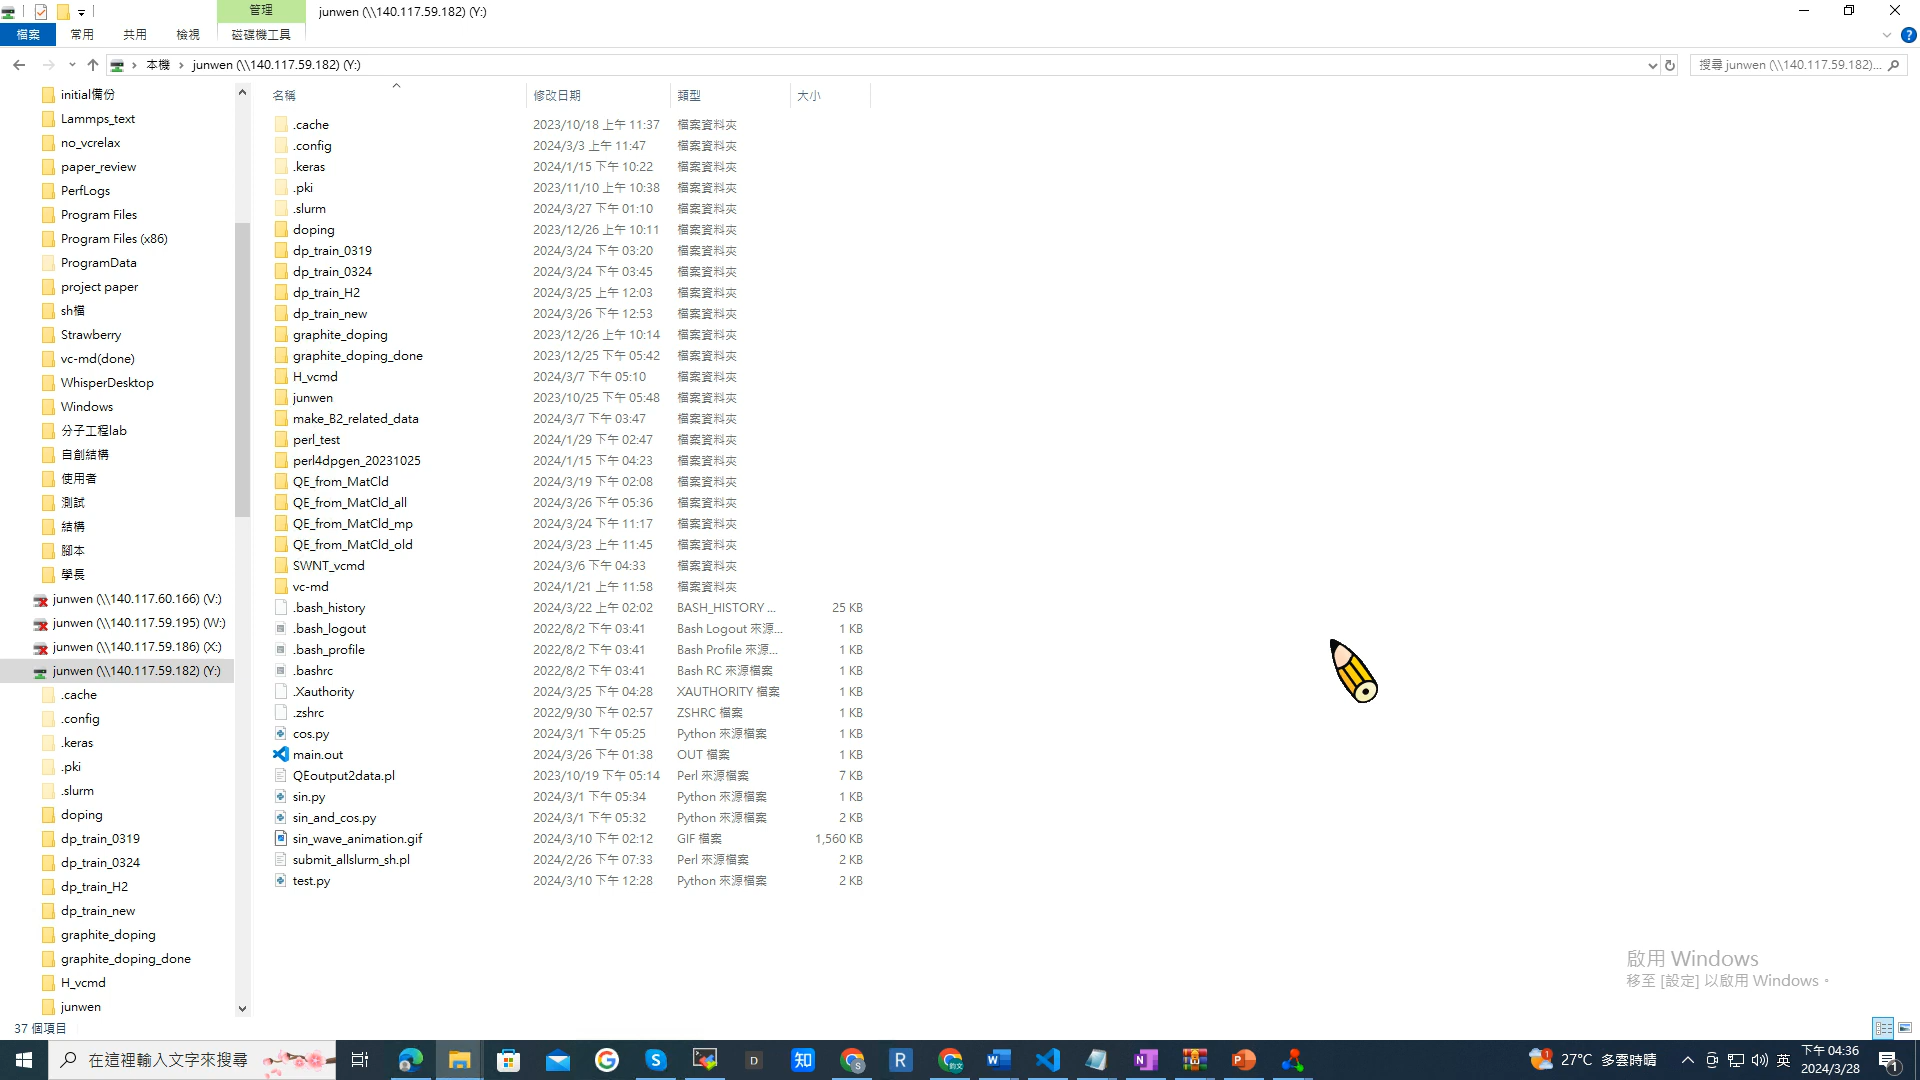 管理
junwen (\\140.117.59.182) (Y:)
檔案
常用
共用
檢視
磁碟機工具
本機 › junwen (\\140.117.59.182) (Y:)
搜尋 junwen (\\140.117.59.182)...
initial備份
Lammps_text
no_vcrelax
paper_review
PerfLogs
Program Files
Program Files (x86)
ProgramData
project paper
sh檔
Strawberry
vc-md(done)
WhisperDesktop
Windows
分子工程lab
自創結構
使用者
測試
結構
腳本
學長
junwen (\\140.117.60.166) (V:)
junwen (\\140.117.59.195) (W:)
junwen (\\140.117.59.186) (X:)
junwen (\\140.117.59.182) (Y:)
.cache
.config
.keras
.pki
.slurm
doping
dp_train_0319
dp_train_0324
dp_train_H2
dp_train_new
graphite_doping
graphite_doping_done
H_vcmd
junwen
名稱 修改日期 類型 大小
.cache 2023/10/18 上午 11:37 檔案資料夾
.config 2024/3/3 上午 11:47 檔案資料夾
.keras 2024/1/15 下午 10:22 檔案資料夾
.pki 2023/11/10 上午 10:38 檔案資料夾
.slurm 2024/3/27 下午 01:10 檔案資料夾
doping 2023/12/26 上午 10:11 檔案資料夾
dp_train_0319 2024/3/24 下午 03:20 檔案資料夾
dp_train_0324 2024/3/24 下午 03:45 檔案資料夾
dp_train_H2 2024/3/25 上午 12:03 檔案資料夾
dp_train_new 2024/3/26 下午 12:53 檔案資料夾
graphite_doping 2023/12/26 上午 10:14 檔案資料夾
graphite_doping_done 2023/12/25 下午 05:42 檔案資料夾
H_vcmd 2024/3/7 下午 05:10 檔案資料夾
junwen 2023/10/25 下午 05:48 檔案資料夾
make_B2_related_data 2024/3/7 下午 03:47 檔案資料夾
perl_test 2024/1/29 下午 02:47 檔案資料夾
perl4dpgen_20231025 2024/1/15 下午 04:23 檔案資料夾
QE_from_MatCld 2024/3/19 下午 02:08 檔案資料夾
QE_from_MatCld_all 2024/3/26 下午 05:36 檔案資料夾
QE_from_MatCld_mp 2024/3/24 下午 11:17 檔案資料夾
QE_from_MatCld_old 2024/3/23 上午 11:45 檔案資料夾
SWNT_vcmd 2024/3/6 下午 04:33 檔案資料夾
vc-md 2024/1/21 上午 11:58 檔案資料夾
.bash_history 2024/3/22 上午 02:02 BASH_HISTORY ... 25 KB
.bash_logout 2022/8/2 下午 03:41 Bash Logout 來源... 1 KB
.bash_profile 2022/8/2 下午 03:41 Bash Profile 來源... 1 KB
.bashrc 2022/8/2 下午 03:41 Bash RC 來源檔案 1 KB
.Xauthority 2024/3/25 下午 04:28 XAUTHORITY 檔案 1 KB
.zshrc 2022/9/30 下午 02:57 ZSHRC 檔案 1 KB
cos.py 2024/3/1 下午 05:25 Python 來源檔案 1 KB
main.out 2024/3/26 下午 01:38 OUT 檔案 1 KB
QEoutput2data.pl 2023/10/19 下午 05:14 Perl 來源檔案 7 KB
sin.py 2024/3/1 下午 05:34 Python 來源檔案 1 KB
sin_and_cos.py 2024/3/1 下午 05:32 Python 來源檔案 2 KB
sin_wave_animation.gif 2024/3/10 下午 02:12 GIF 檔案 1,560 KB
submit_allslurm_sh.pl 2024/2/26 下午 07:33 Perl 來源檔案 2 KB
test.py 2024/3/10 下午 12:28 Python 來源檔案 2 KB
啟用 Windows
移至 [設定] 以啟用 Windows。
37 個項目
在這裡輸入文字來搜尋
知
27°C 多雲時晴
英
下午 04:36
2024/3/28
1